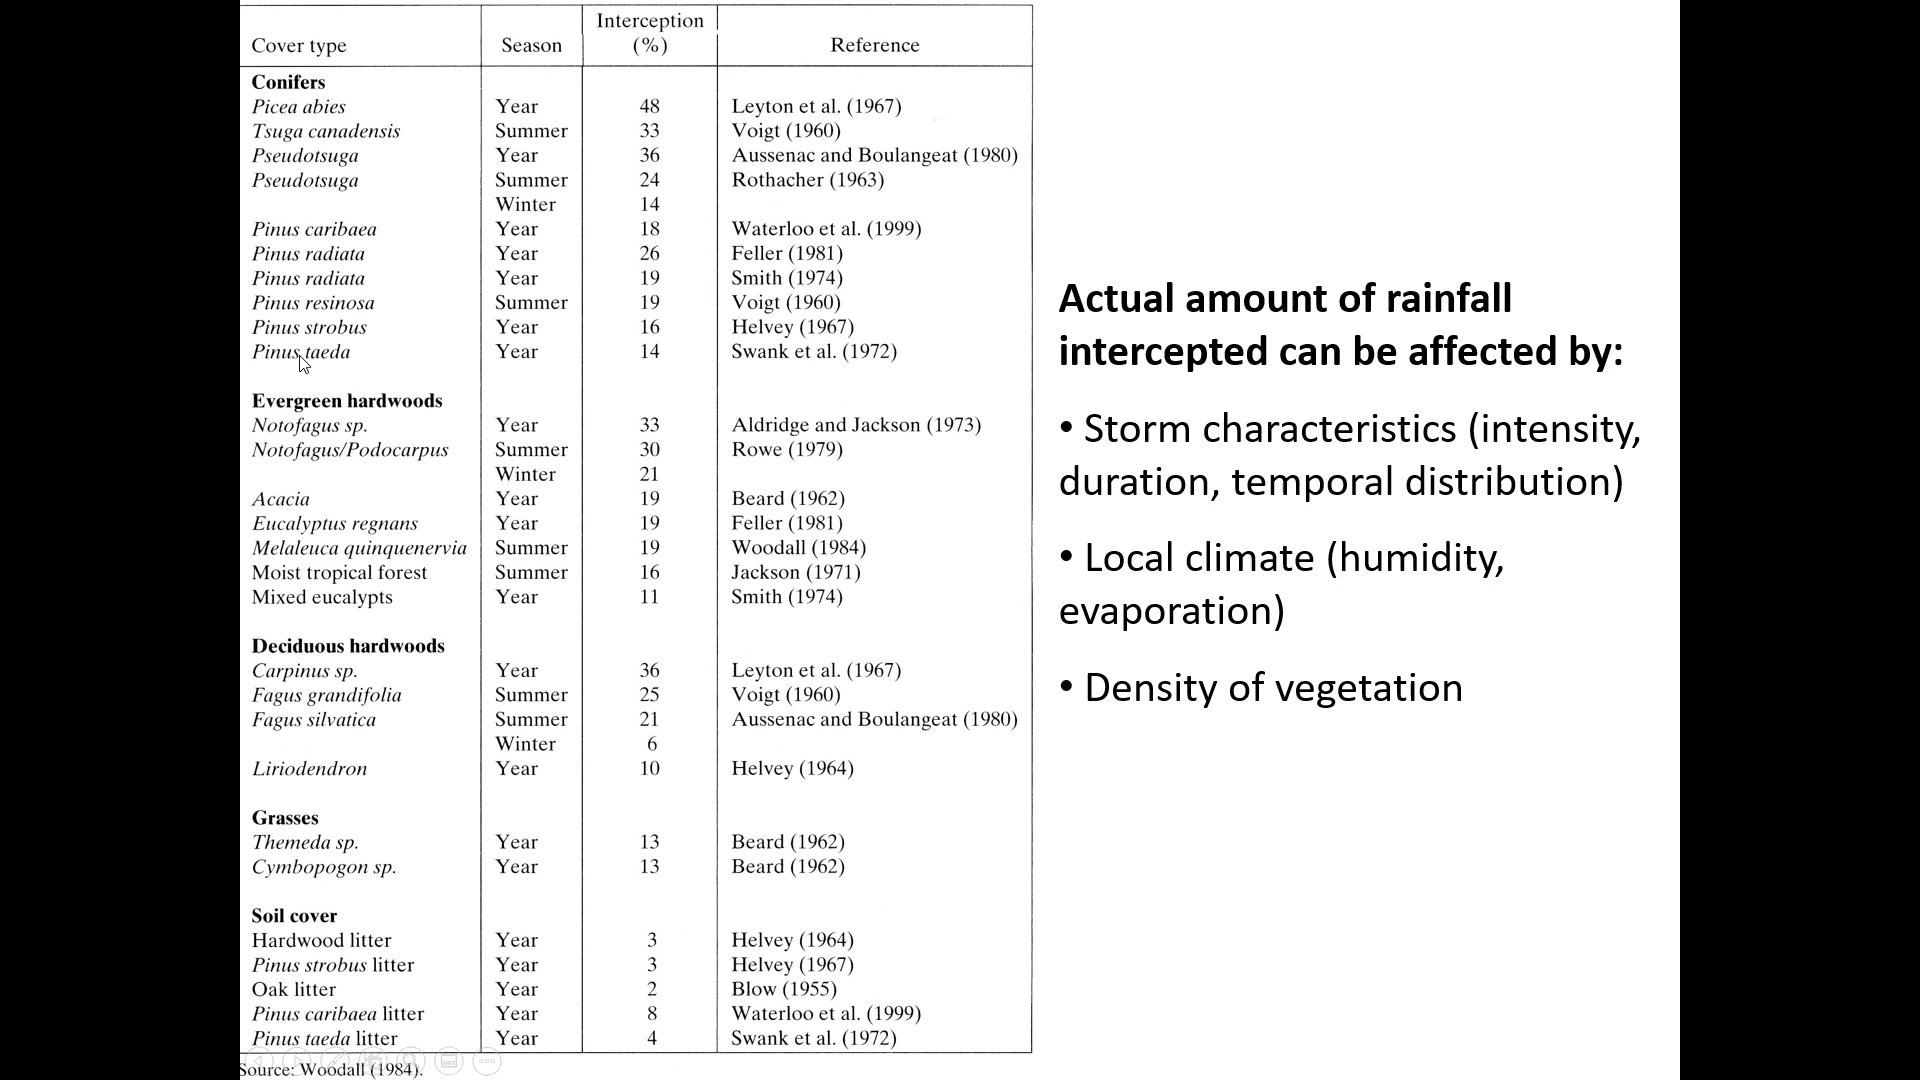 Cover type Season Interception (%) Reference
Conifers
Picea abies Year 48 Leyton et al. (1967)
Tsuga canadensis Summer 33 Voigt (1960)
Pseudotsuga Year 36 Aussenac and Boulangeat (1980)
Pseudotsuga Summer 24 Rothacher (1963)
Winter 14
Pinus caribaea Year 18 Waterloo et al. (1999)
Pinus radiata Year 26 Feller (1981)
Pinus radiata Year 19 Smith (1974)
Pinus resinosa Summer 19 Voigt (1960)
Pinus strobus Year 16 Helvey (1967)
Pinus taeda Year 14 Swank et al. (1972)
Evergreen hardwoods
Notofagus sp. Year 33 Aldridge and Jackson (1973)
Notofagus/Podocarpus Summer 30 Rowe (1979)
Winter 21
Acacia Year 19 Beard (1962)
Eucalyptus regnans Year 19 Feller (1981)
Melaleuca quinquenervia Summer 19 Woodall (1984)
Moist tropical forest Summer 16 Jackson (1971)
Mixed eucalypts Year 11 Smith (1974)
Deciduous hardwoods
Carpinus sp. Year 36 Leyton et al. (1967)
Fagus grandifolia Summer 25 Voigt (1960)
Fagus silvatica Summer 21 Aussenac and Boulangeat (1980)
Winter 6
Liriodendron Year 10 Helvey (1964)
Grasses
Themeda sp. Year 13 Beard (1962)
Cymbopogon sp. Year 13 Beard (1962)
Soil cover
Hardwood litter Year 3 Helvey (1964)
Pinus strobus litter Year 3 Helvey (1967)
Oak litter Year 2 Blow (1955)
Pinus caribaea litter Year 8 Waterloo et al. (1999)
Pinus taeda litter Year 4 Swank et al. (1972)
Source: Woodall (1984).
Actual amount of rainfall
intercepted can be affected by:
• Storm characteristics (intensity,
duration, temporal distribution)
• Local climate (humidity,
evaporation)
• Density of vegetation